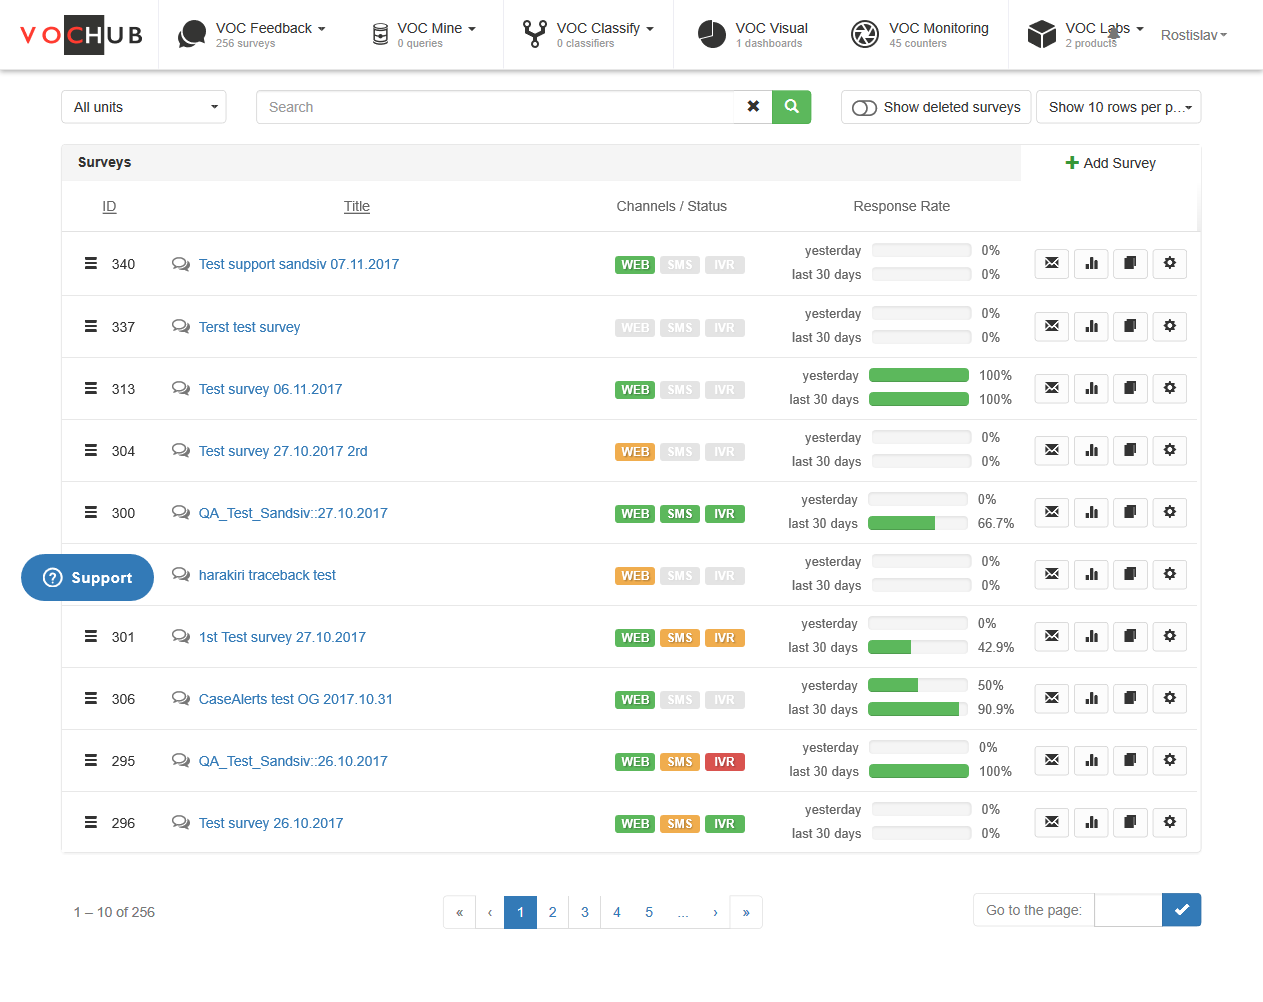 VOCHUB
VOC Feedback
256 surveys
VOC Mine
0 queries
VOC Classify
0 classifiers
VOC Visual
1 dashboards
VOC Monitoring
45 counters
VOC Labs
2 products
Rostislav
All units
Search
Show deleted surveys
Show 10 rows per p...
Surveys
Add Survey
ID Title Channels / Status Response Rate
340 Test support sandsiv 07.11.2017 WEB SMS IVR
yesterday 0%
last 30 days 0%
337 Terst test survey WEB SMS IVR
yesterday 0%
last 30 days 0%
313 Test survey 06.11.2017 WEB SMS IVR
yesterday 100%
last 30 days 100%
304 Test survey 27.10.2017 2rd WEB SMS IVR
yesterday 0%
last 30 days 0%
300 QA_Test_Sandsiv::27.10.2017 WEB SMS IVR
yesterday 0%
last 30 days 66.7%
Support
harakiri traceback test WEB SMS IVR
yesterday 0%
last 30 days 0%
301 1st Test survey 27.10.2017 WEB SMS IVR
yesterday 0%
last 30 days 42.9%
306 CaseAlerts test OG 2017.10.31 WEB SMS IVR
yesterday 50%
last 30 days 90.9%
295 QA_Test_Sandsiv::26.10.2017 WEB SMS IVR
yesterday 0%
last 30 days 100%
296 Test survey 26.10.2017 WEB SMS IVR
yesterday 0%
last 30 days 0%
1 – 10 of 256
« ‹ 1 2 3 4 5 ... › »
Go to the page: